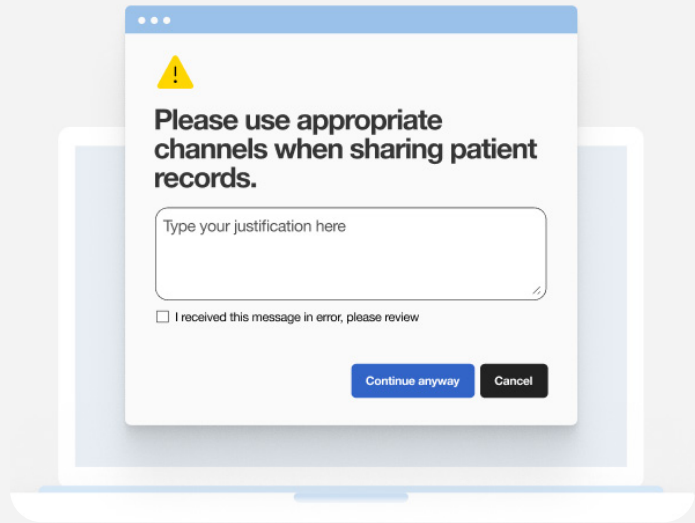 Please use appropriate
channels when sharing patient
records.
Type your justification here
I received this message in error, please review
Continue anyway
Cancel